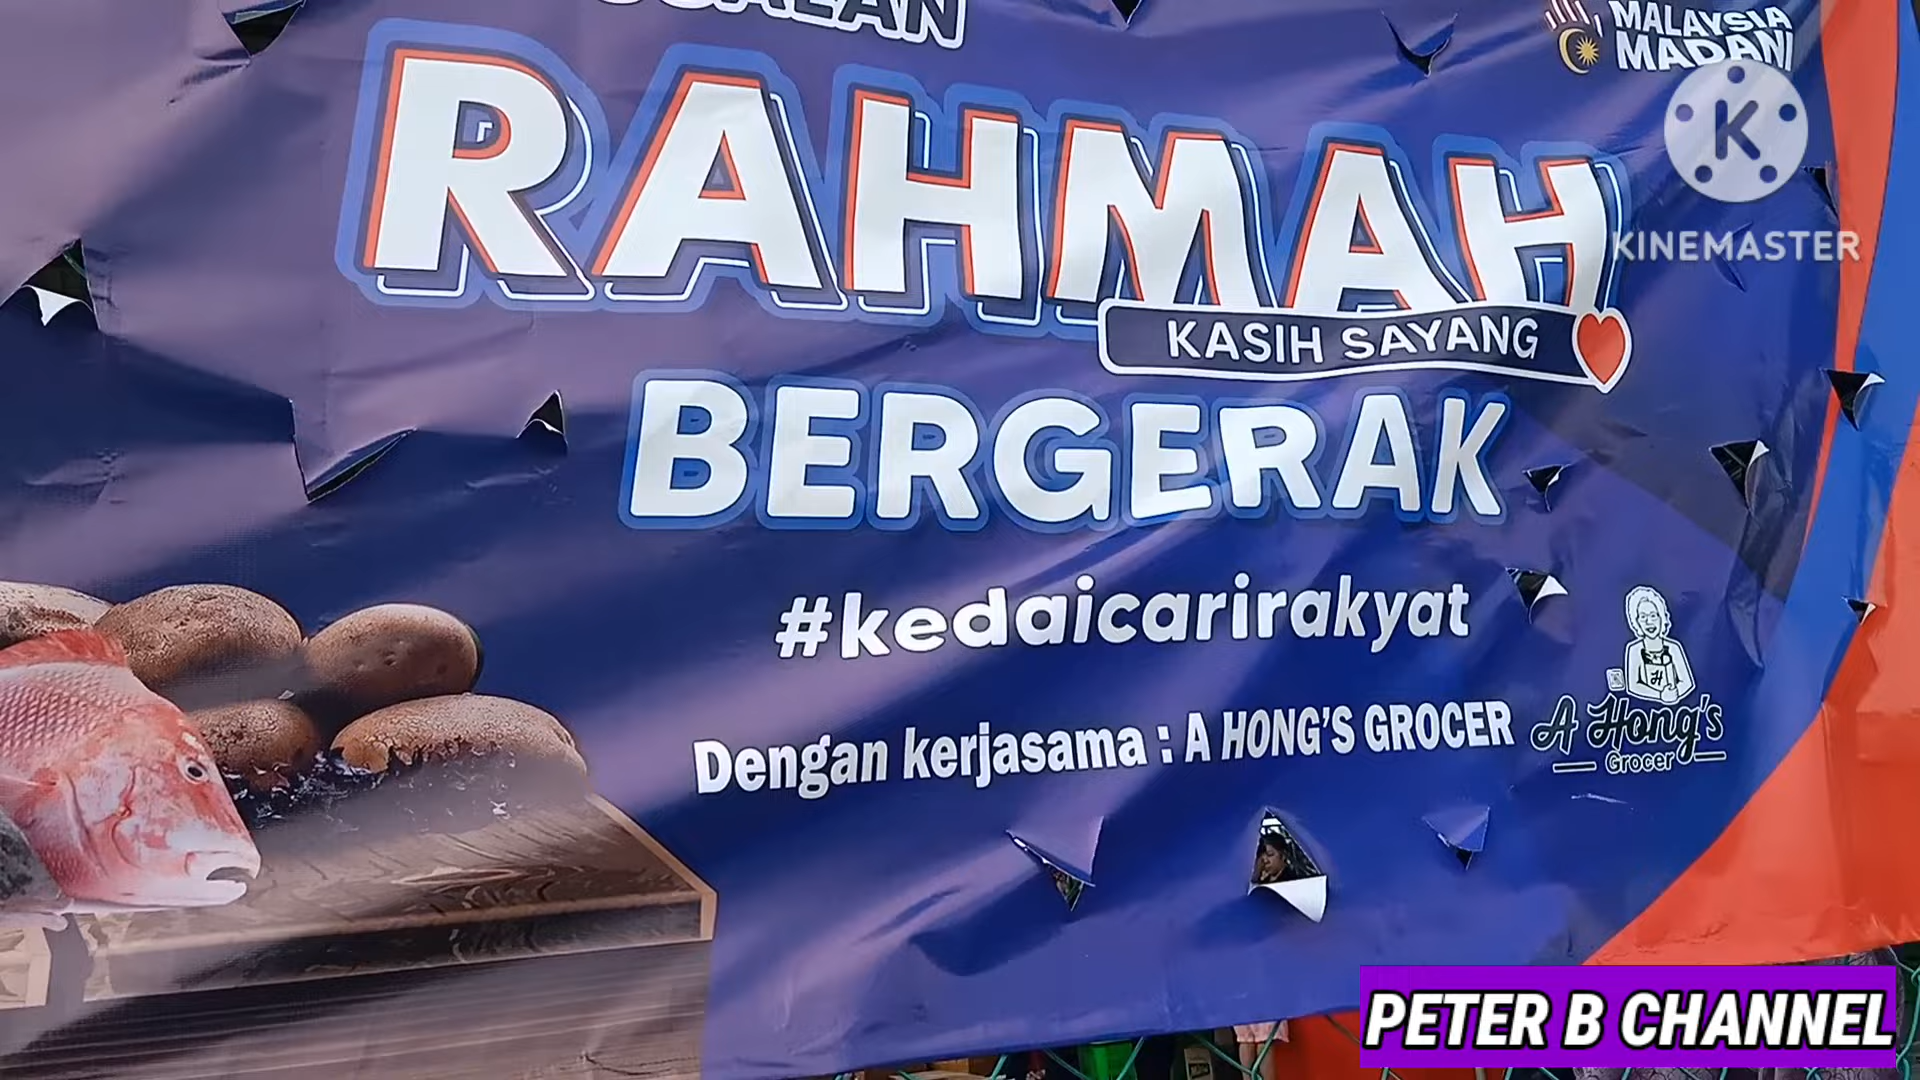 MALAYSIA
MADANI
RAHMAH
KASIH SAYANG
BERGERAK
#kedaicarirakyat
Dengan kerjasama : A HONG'S GROCER
A Hong's
Grocer
K
KINEMASTER
PETER B CHANNEL